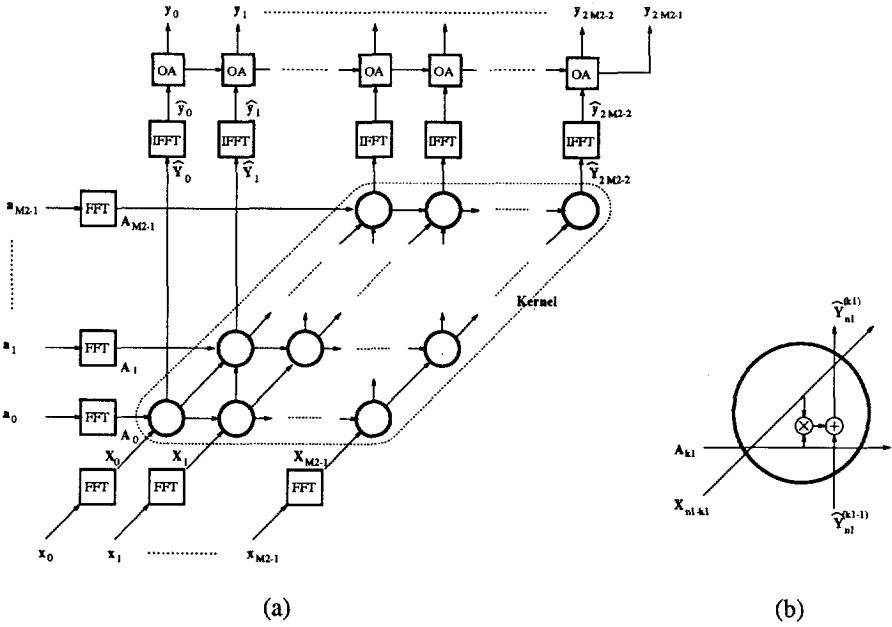 y0 y1 y2M2-2 y2M2-1
OA OA OA OA OA
ŷ0 ŷ1 ŷ2M2-2
IFFT IFFT IFFT IFFT IFFT
Ŷ0 Ŷ1 Ŷ2M2-2
aM2-1 FFT AM2-1
Kernel
a1 FFT A1
a0 FFT A0
X0 X1 XM2-1
FFT FFT FFT
x0 x1 xM2-1
Ŷn1(k1)
Ak1
Xn1-k1
Ŷn1(k1-1)
(a) (b)